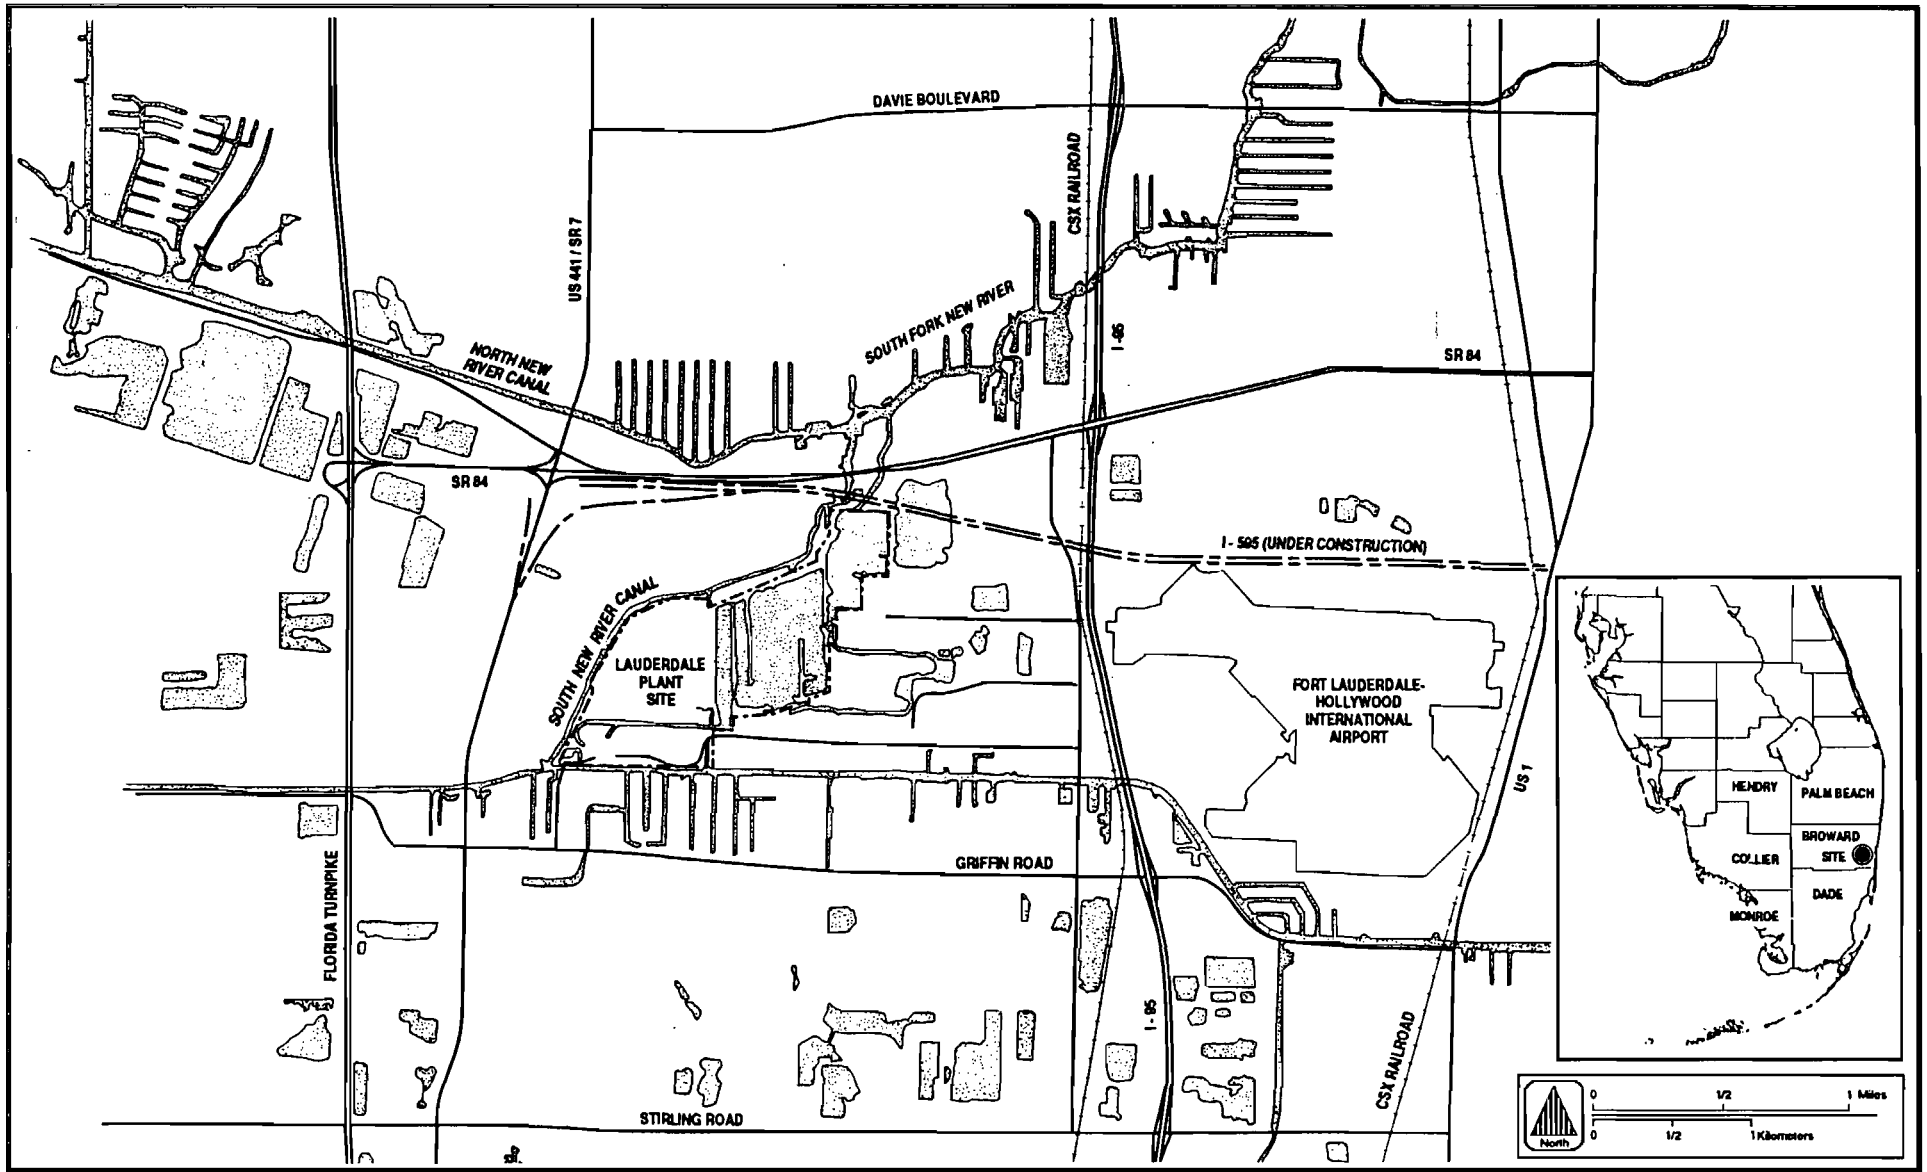 DAVIE BOULEVARD
CSX RAILROAD
US 441 / SR 7
SOUTH FORK NEW RIVER
I-95
NORTH NEW
RIVER CANAL
SR 84
SR 84
I-595 (UNDER CONSTRUCTION)
SOUTH NEW RIVER CANAL
LAUDERDALE
PLANT
SITE
FORT LAUDERDALE-
HOLLYWOOD
INTERNATIONAL
AIRPORT
US 1
GRIFFIN ROAD
FLORIDA TURNPIKE
I-95
CSX RAILROAD
STIRLING ROAD
HENDRY
PALM BEACH
BROWARD
SITE
COLLIER
DADE
MONROE
North
0 1/2 1 Miles
0 1/2 1 Kilometers